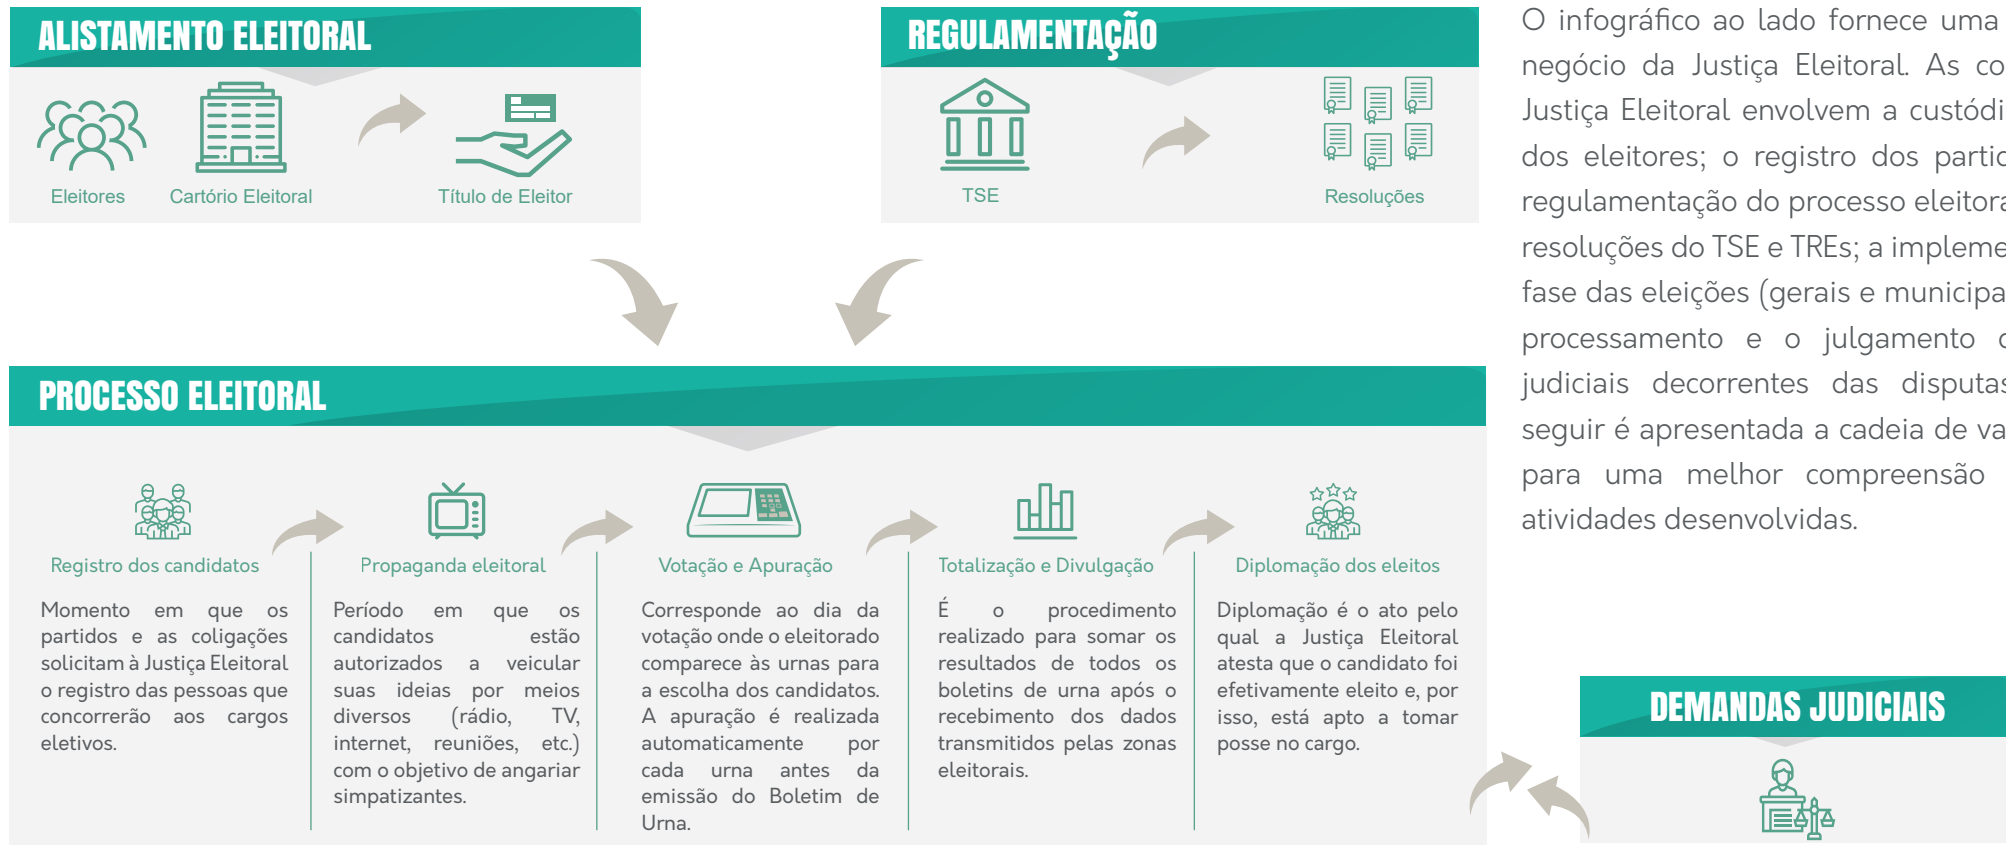 ALISTAMENTO ELEITORAL
Eleitores
Cartório Eleitoral
Título de Eleitor
REGULAMENTAÇÃO
TSE
Resoluções
O infográfico ao lado fornece uma
negócio da Justiça Eleitoral. As
Justiça Eleitoral envolvem a
dos eleitores; o registro dos
regulamentação do processo
resoluções do TSE e TREs; a
fase das eleições (gerais e
processamento e o julgamento
judiciais decorrentes das
seguir é apresentada a cadeia de
para uma melhor compreensão
atividades desenvolvidas.
PROCESSO ELEITORAL
Registro dos candidatos
Momento em que os
partidos e as coligações
solicitam à Justiça Eleitoral
o registro das pessoas que
concorrerão aos cargos
eletivos.
Propaganda eleitoral
Período em que os
candidatos estão
autorizados a veicular
suas ideias por meios
diversos (rádio, TV,
internet, reuniões, etc.)
com o objetivo de angariar
simpatizantes.
Votação e Apuração
Corresponde ao dia da
votação onde o eleitorado
comparece às urnas para
a escolha dos candidatos.
A apuração é realizada
automaticamente por
cada urna antes da
emissão do Boletim de
Urna.
Totalização e Divulgação
É o procedimento
realizado para somar os
resultados de todos os
boletins de urna após o
recebimento dos dados
transmitidos pelas zonas
eleitorais.
Diplomação dos eleitos
Diplomação é o ato pelo
qual a Justiça Eleitoral
atesta que o candidato foi
efetivamente eleito e, por
isso, está apto a tomar
posse no cargo.
DEMANDAS JUDICIAIS